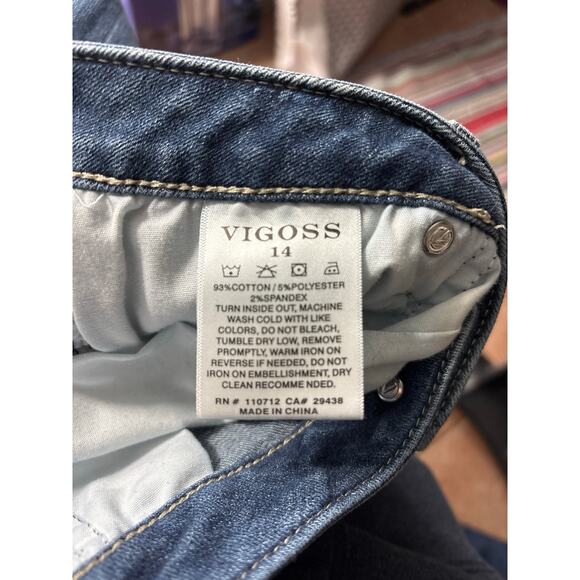 VIGOSS
14
93%COTTON / 5%POLYESTER
2%SPANDEX
TURN INSIDE OUT, MACHINE
WASH COLD WITH LIKE
COLORS, DO NOT BLEACH,
TUMBLE DRY LOW, REMOVE
PROMPTLY, WARM IRON ON
REVERSE IF NEEDED, DO NOT
IRON ON EMBELLISHMENT, DRY
CLEAN RECOMME NDED.
RN # 110712 CA# 29438
MADE IN CHINA